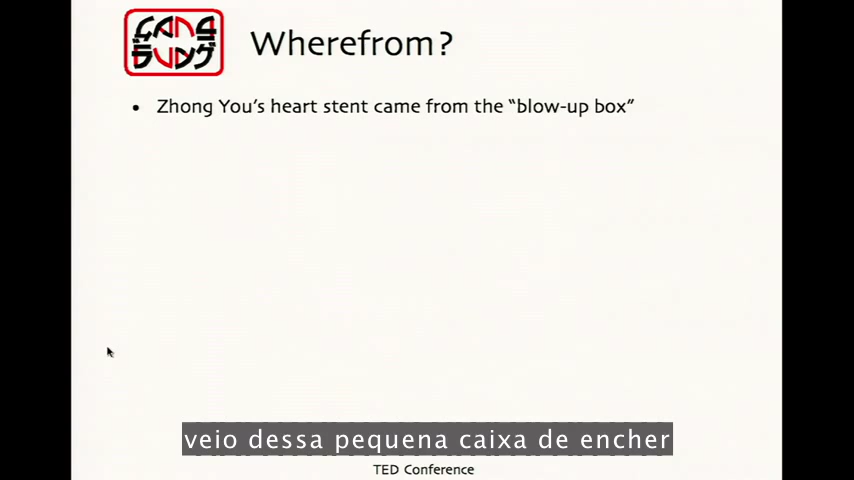 LANG
Wherefrom?
• Zhong You's heart stent came from the “blow-up box”
veio dessa pequena caixa de encher
TED Conference